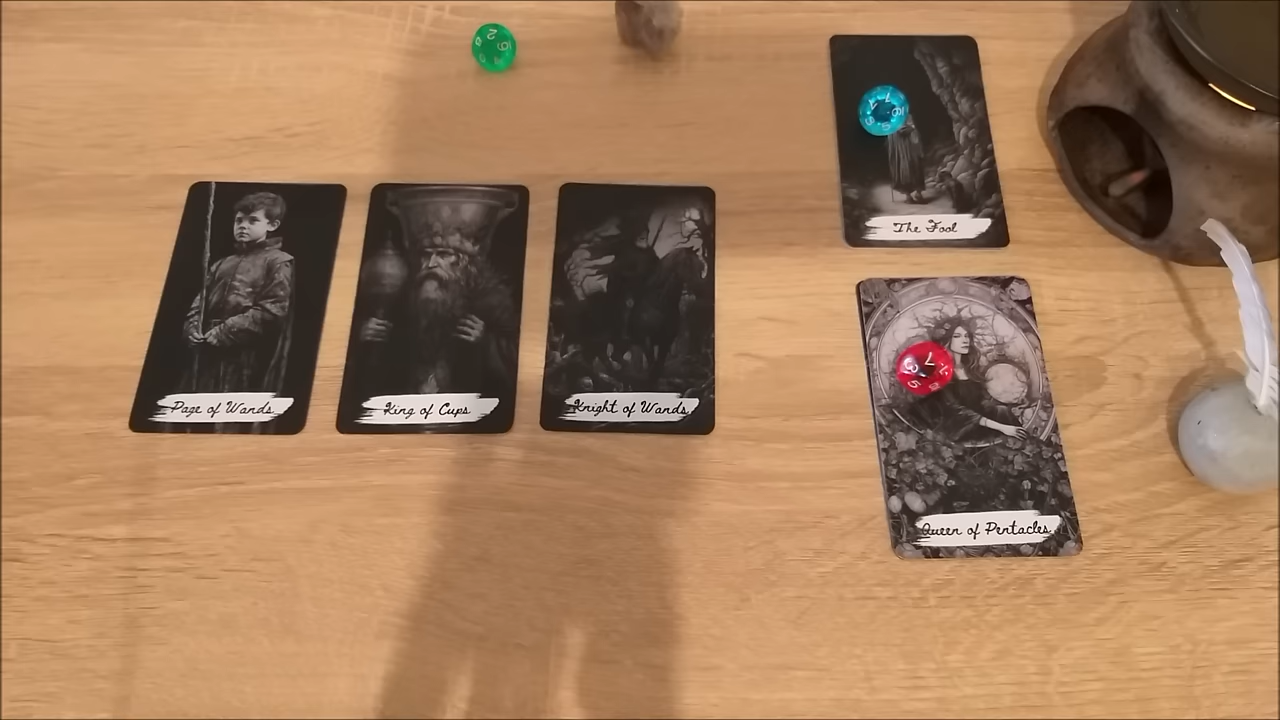 The Fool
Page of Wands
King of Cups
Knight of Wands
Queen of Pentacles